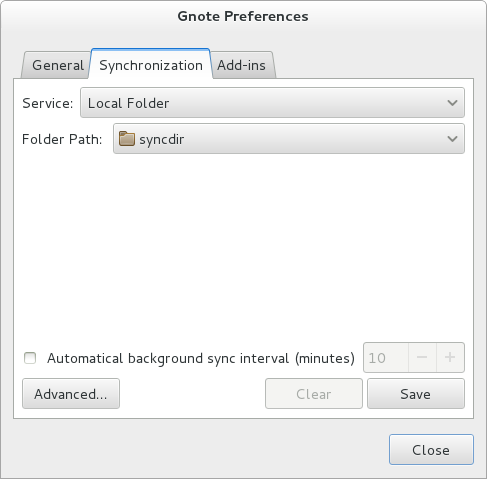 Gnote Preferences
General Synchronization Add-ins
Service: Local Folder
Folder Path: syncdir
Automatical background sync interval (minutes) 10 − +
Advanced... Clear Save
Close